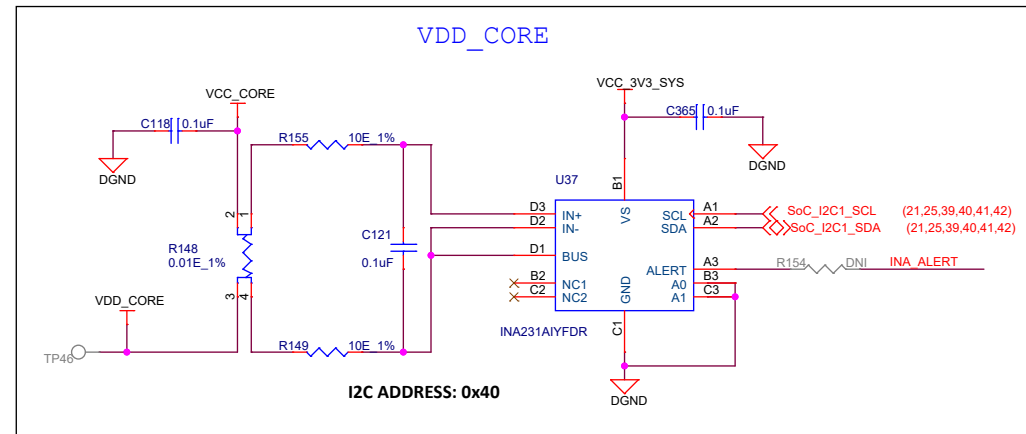 VDD_CORE
VCC_CORE
C118 0.1uF
DGND
R155 10E_1%
2 1
R148
0.01E_1%
3 4
VDD_CORE
TP46
R149 10E_1%
C121
0.1uF
I2C ADDRESS: 0x40
VCC_3V3_SYS
C365 0.1uF
DGND
U37
B1
VS
D3 IN+
D2 IN-
D1 BUS
B2 NC1
C2 NC2
SCL A1
SDA A2
ALERT A3
A0 B3
A1 C3
GND
C1
INA231AIYFDR
DGND
SoC_I2C1_SCL (21,25,39,40,41,42)
SoC_I2C1_SDA (21,25,39,40,41,42)
R154 DNI INA_ALERT